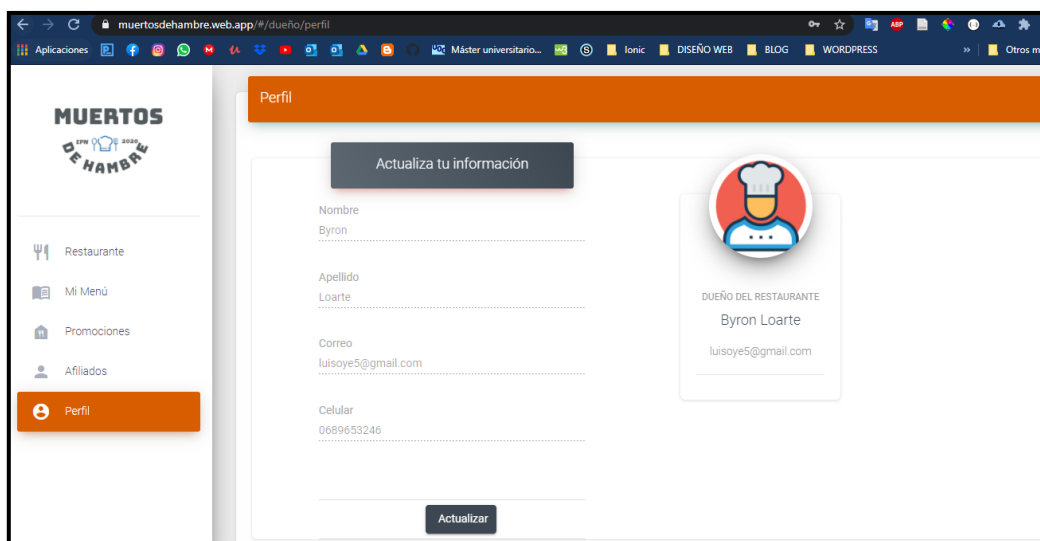 muertosdehambre.web.app/#/dueño/perfil
Aplicaciones
Máster universitario...
Ionic
DISEÑO WEB
BLOG
WORDPRESS
»
Otros m
MUERTOS
EPN 2020
DE HAMBRE
Restaurante
Mi Menú
Promociones
Afiliados
Perfil
Perfil
Actualiza tu información
Nombre
Byron
Apellido
Loarte
Correo
luisoye5@gmail.com
Celular
0689653246
Actualizar
DUEÑO DEL RESTAURANTE
Byron Loarte
luisoye5@gmail.com